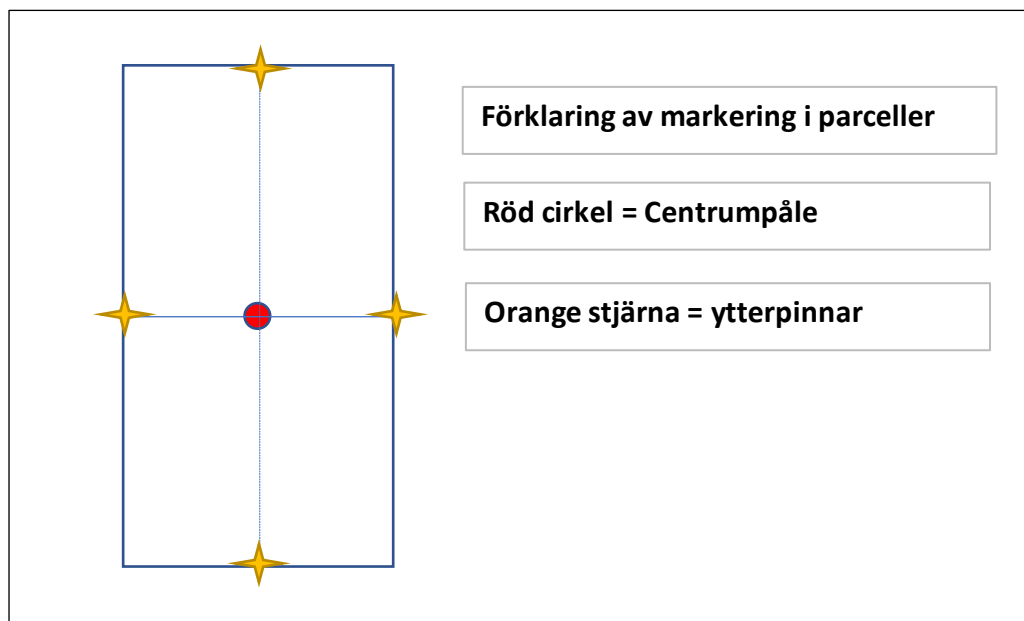 Förklaring av markering i parceller
Röd cirkel = Centrumpåle
Orange stjärna = ytterpinnar